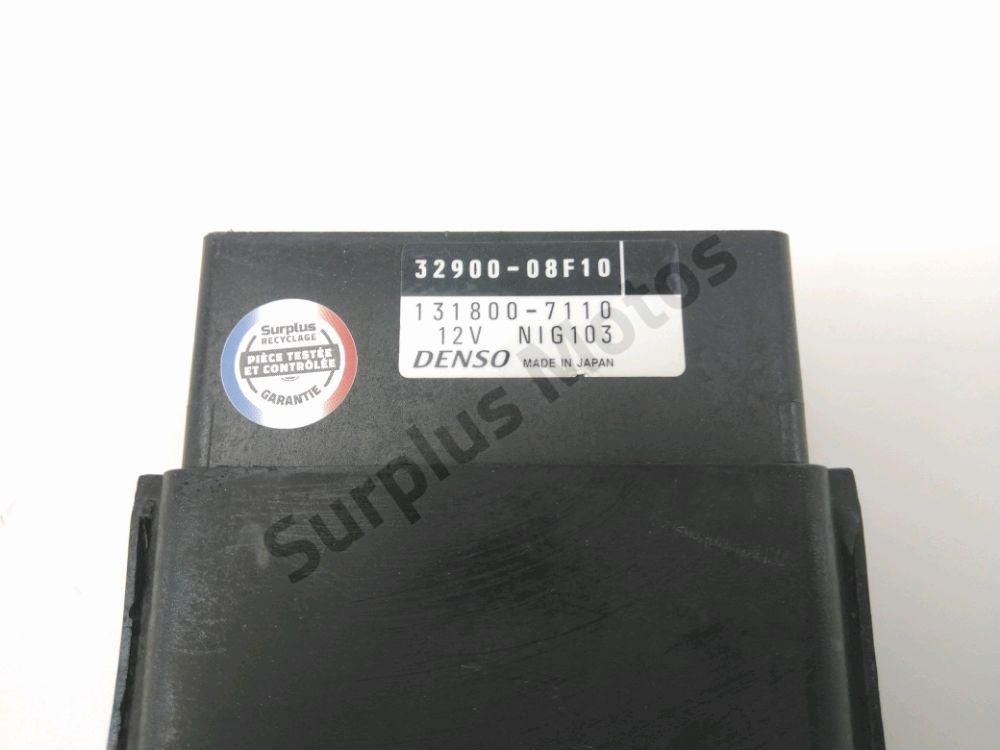 32900-08F10
131800-7110
12V NIG103
DENSO MADE IN JAPAN
Surplus
RECYCLAGE
PIÈCE TESTÉE
ET CONTRÔLÉE
GARANTIE
Surplus Motos